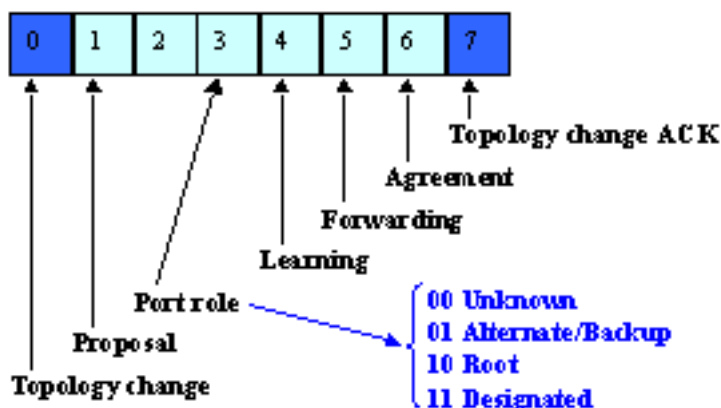 0 1 2 3 4 5 6 7
Topology change ACK
Agreement
Forwarding
Learning
Port role
00 Unknown
01 Alternate/Backup
10 Root
11 Designated
Proposal
Topology change